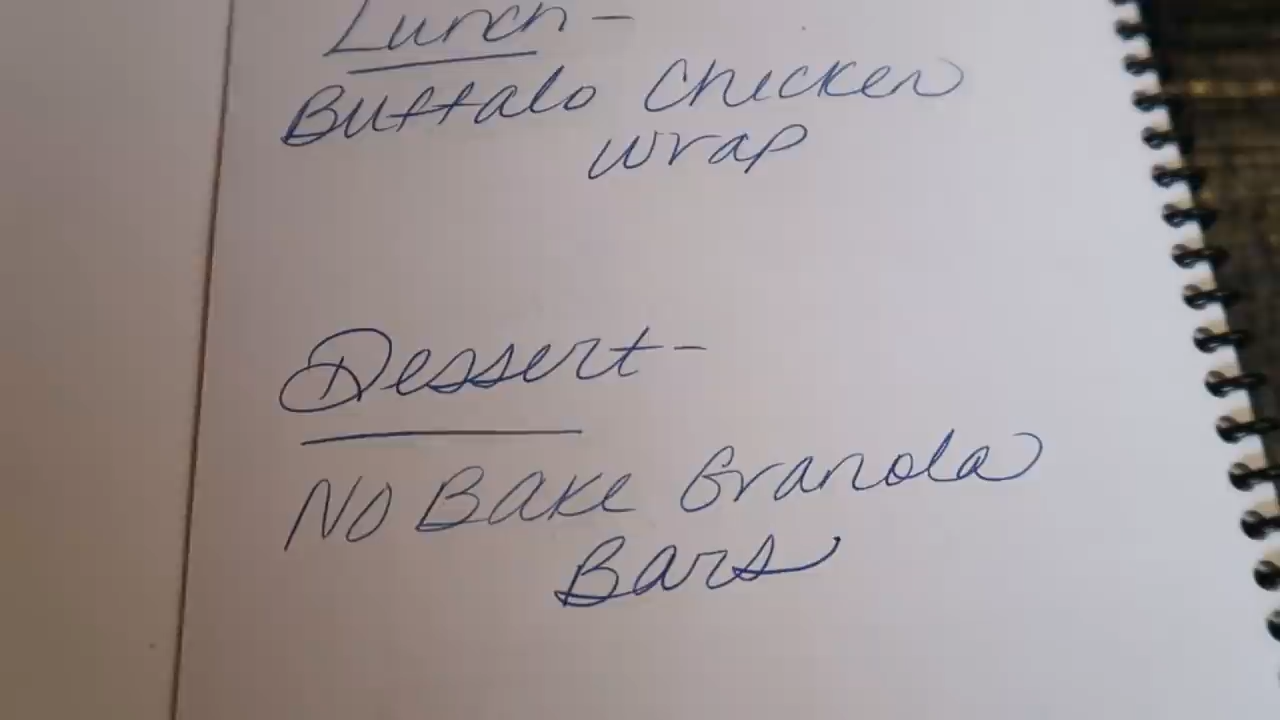 Lunch -
Buffalo Chicken
wrap
Dessert -
No Bake Granola
Bars